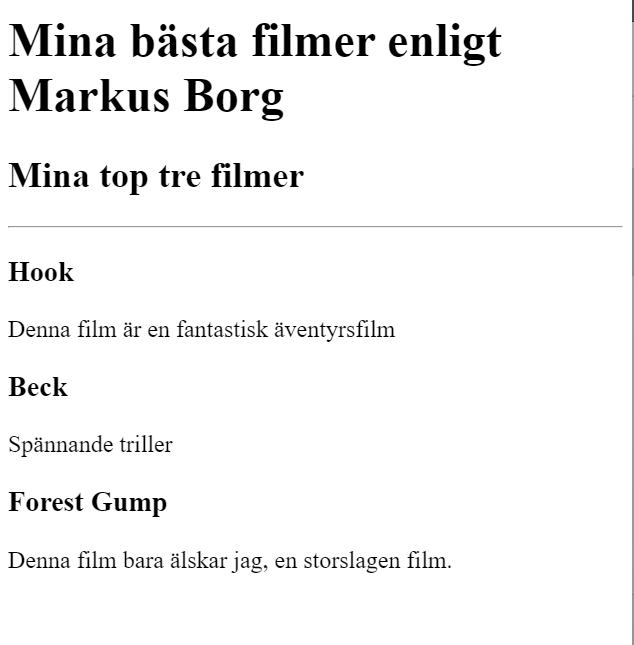 Mina bästa filmer enligt
Markus Borg
Mina top tre filmer
Hook
Denna film är en fantastisk äventyrsfilm
Beck
Spännande triller
Forest Gump
Denna film bara älskar jag, en storslagen film.